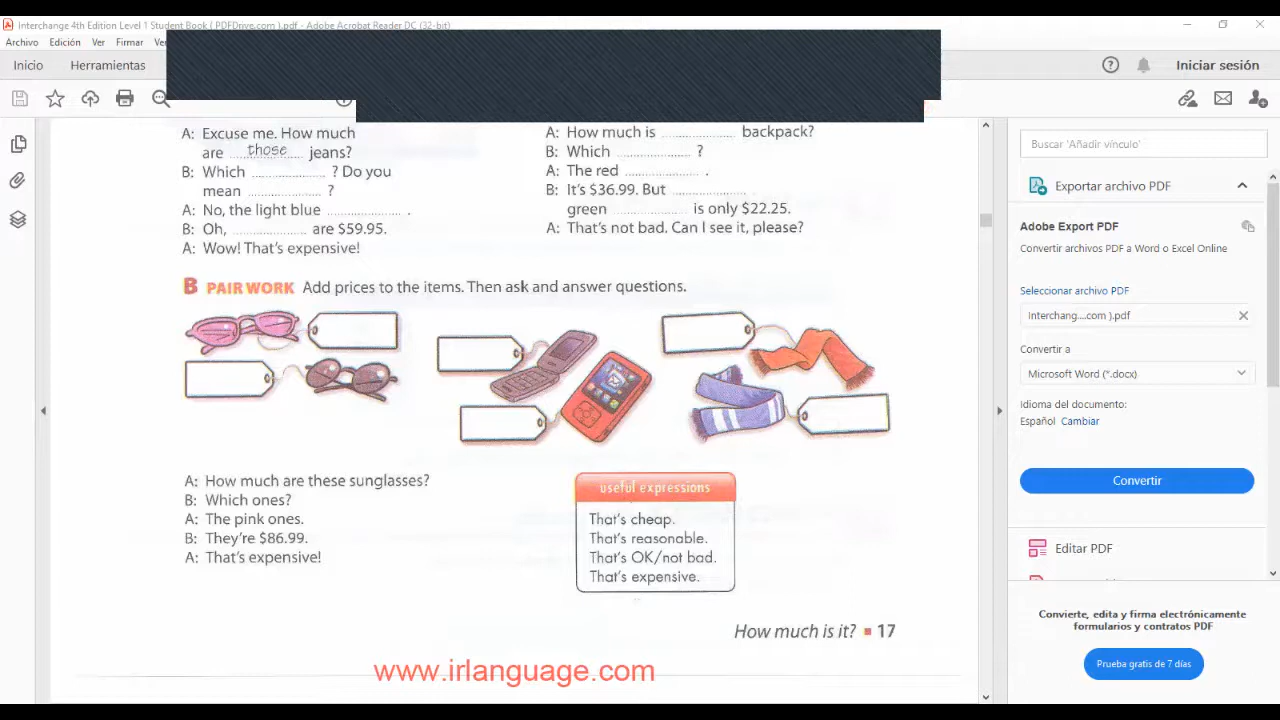 Interchange 4th Edition Level 1 Student Book ( PDFDrive.com ).pdf - Adobe Acrobat Reader DC (32-bit)
Archivo Edición Ver Firmar
Inicio Herramientas
Iniciar sesión
A: Excuse me. How much
are those jeans?
B: Which ? Do you
mean ?
A: No, the light blue .
B: Oh, are $59.95.
A: Wow! That's expensive!
A: How much is backpack?
B: Which ?
A: The red .
B: It's $36.99. But
green is only $22.25.
A: That's not bad. Can I see it, please?
B PAIR WORK Add prices to the items. Then ask and answer questions.
A: How much are these sunglasses?
B: Which ones?
A: The pink ones.
B: They're $86.99.
A: That's expensive!
useful expressions
That's cheap.
That's reasonable.
That's OK/not bad.
That's expensive.
How much is it? ▪ 17
www.irlanguage.com
Buscar 'Añadir vínculo'
Exportar archivo PDF
Adobe Export PDF
Convertir archivos PDF a Word o Excel Online
Seleccionar archivo PDF
Interchang....com ).pdf
Convertir a
Microsoft Word (*.docx)
Idioma del documento:
Español Cambiar
Convertir
Editar PDF
Convierte, edita y firma electrónicamente
formularios y contratos PDF
Prueba gratis de 7 días